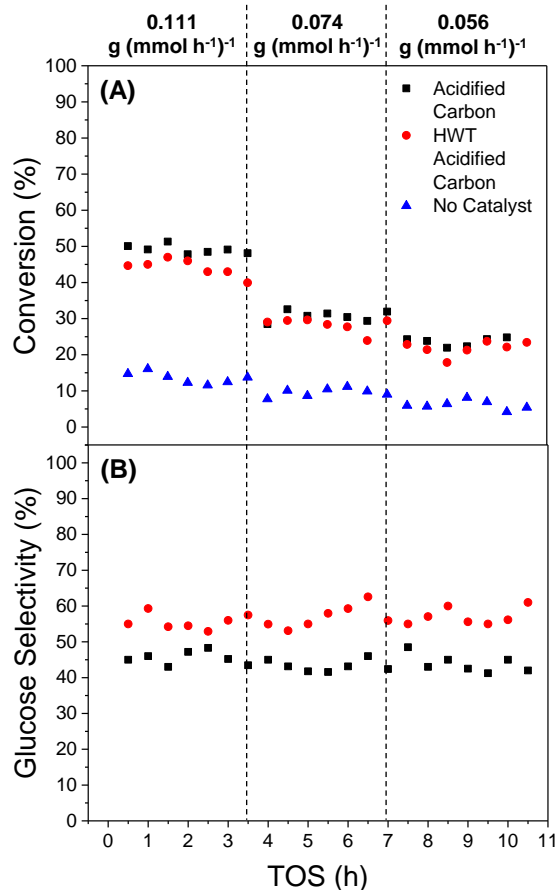 0.111 0.074 0.056
g (mmol h-1)-1 g (mmol h-1)-1 g (mmol h-1)-1
100
(A)
Acidified
Carbon
HWT
Acidified
Carbon
No Catalyst
90
80
70
60
50
40
30
20
10
0
Conversion (%)
100
(B)
90
80
70
60
50
40
30
20
10
0
Glucose Selectivity (%)
0 1 2 3 4 5 6 7 8 9 10 11
TOS (h)